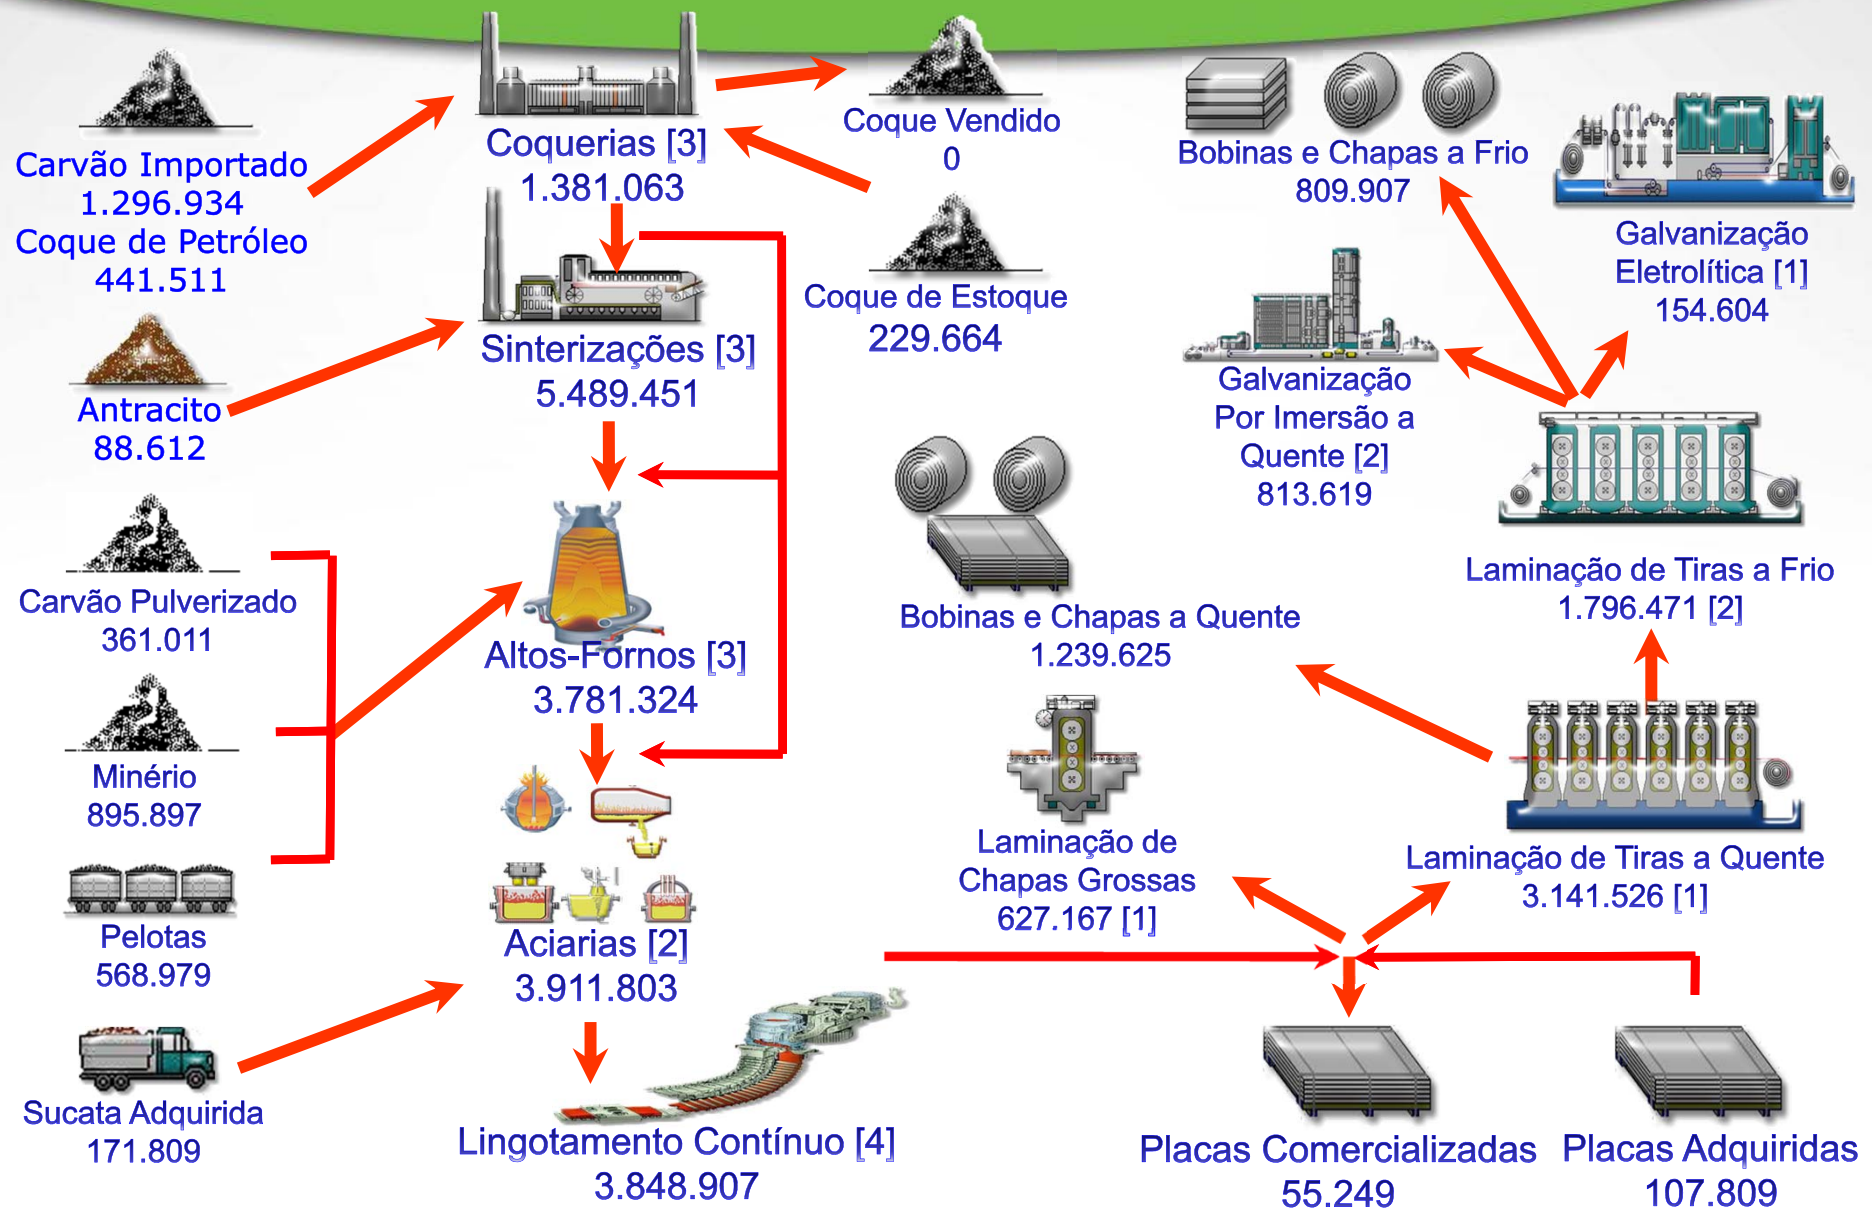 Carvão Importado
1.296.934
Coque de Petróleo
441.511
Antracito
88.612
Carvão Pulverizado
361.011
Minério
895.897
Pelotas
568.979
Sucata Adquirida
171.809
Coquerias [3]
1.381.063
Sinterizações [3]
5.489.451
Altos-Fornos [3]
3.781.324
Aciarias [2]
3.911.803
Lingotamento Contínuo [4]
3.848.907
Coque Vendido
0
Coque de Estoque
229.664
Bobinas e Chapas a Frio
809.907
Galvanização
Eletrolítica [1]
154.604
Galvanização
Por Imersão a
Quente [2]
813.619
Laminação de Tiras a Frio
1.796.471 [2]
Bobinas e Chapas a Quente
1.239.625
Laminação de
Chapas Grossas
627.167 [1]
Laminação de Tiras a Quente
3.141.526 [1]
Placas Comercializadas
55.249
Placas Adquiridas
107.809